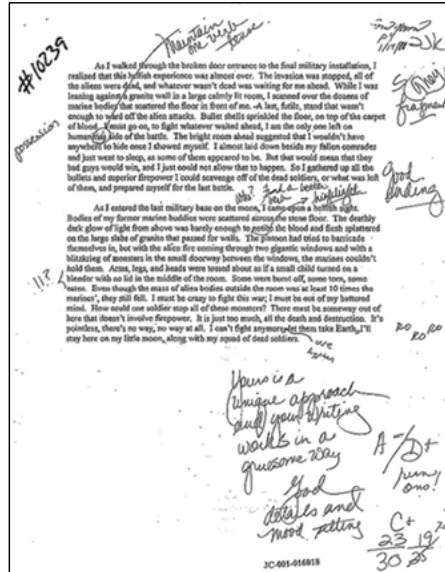 #10239
Maintain
one verb
tense
As I walked through the broken door entrance to the final military installation, I
realized that this hellish experience was almost over. The invasion was stopped, all of
the aliens were dead, and whatever wasn't dead was waiting for me ahead. While I was
leaning against a granite wall in a large calmly lit room, I scanned over the dozens of
marine bodies that scattered the floor in front of me. A last, futile, stand that wasn't
enough to ward off the alien attacks. Bullet shells sprinkled the floor, on top of the carpet
of blood. I must go on, to fight whatever waited ahead, I am the only one left on
humanities side of the battle. The bright room ahead suggested that I wouldn't have
anywhere to hide once I showed myself. I almost laid down beside my fallen comrades
and just went to sleep, as some of them appeared to be. But that would mean that they
bad guys would win, and I just could not allow that to happen. So I gathered up all the
bullets and superior firepower I could scavenge off of the dead soldiers, or what was left
of them, and prepared myself for the last battle.
possession
fragment
Good
ending
find a better
verb → highlight
As I entered the last military base on the moon, I came upon a hellish sight.
Bodies of my former marine buddies were scattered across the stone floor. The deathly
dark glow of light from above was barely enough to notice the blood and flesh splattered
on the large slabs of granite that passed for walls. The platoon had tried to barricade
themselves in, but with the alien fire coming through two gigantic windows and with a
blitzkrieg of monsters in the small doorway between the windows, the marines couldn't
hold them. Arms, legs, and heads were tossed about as if a small child turned on a
blender with no lid in the middle of the room. Some were burnt off, some torn, some
eaten. Even though the mass of alien bodies outside the room was at least 10 times the
marines', they still fell. I must be crazy to fight this war; I must be out of my battered
mind. How could one soldier stop all of these monsters? There must be someway out of
here that doesn't involve firepower. It is just too much, all the death and destruction. It's
pointless, there's no way, no way at all. I can't fight anymore, let them take Earth, I'll
stay here on my little moon, along with my squad of dead soldiers.
RO
RO
RO
Yours is a
unique approach
and your writing
works in a
gruesome way
Good
details and
mood setting
A-/D+
run
ons!
C+
23
30
19
25
JC-001-016018